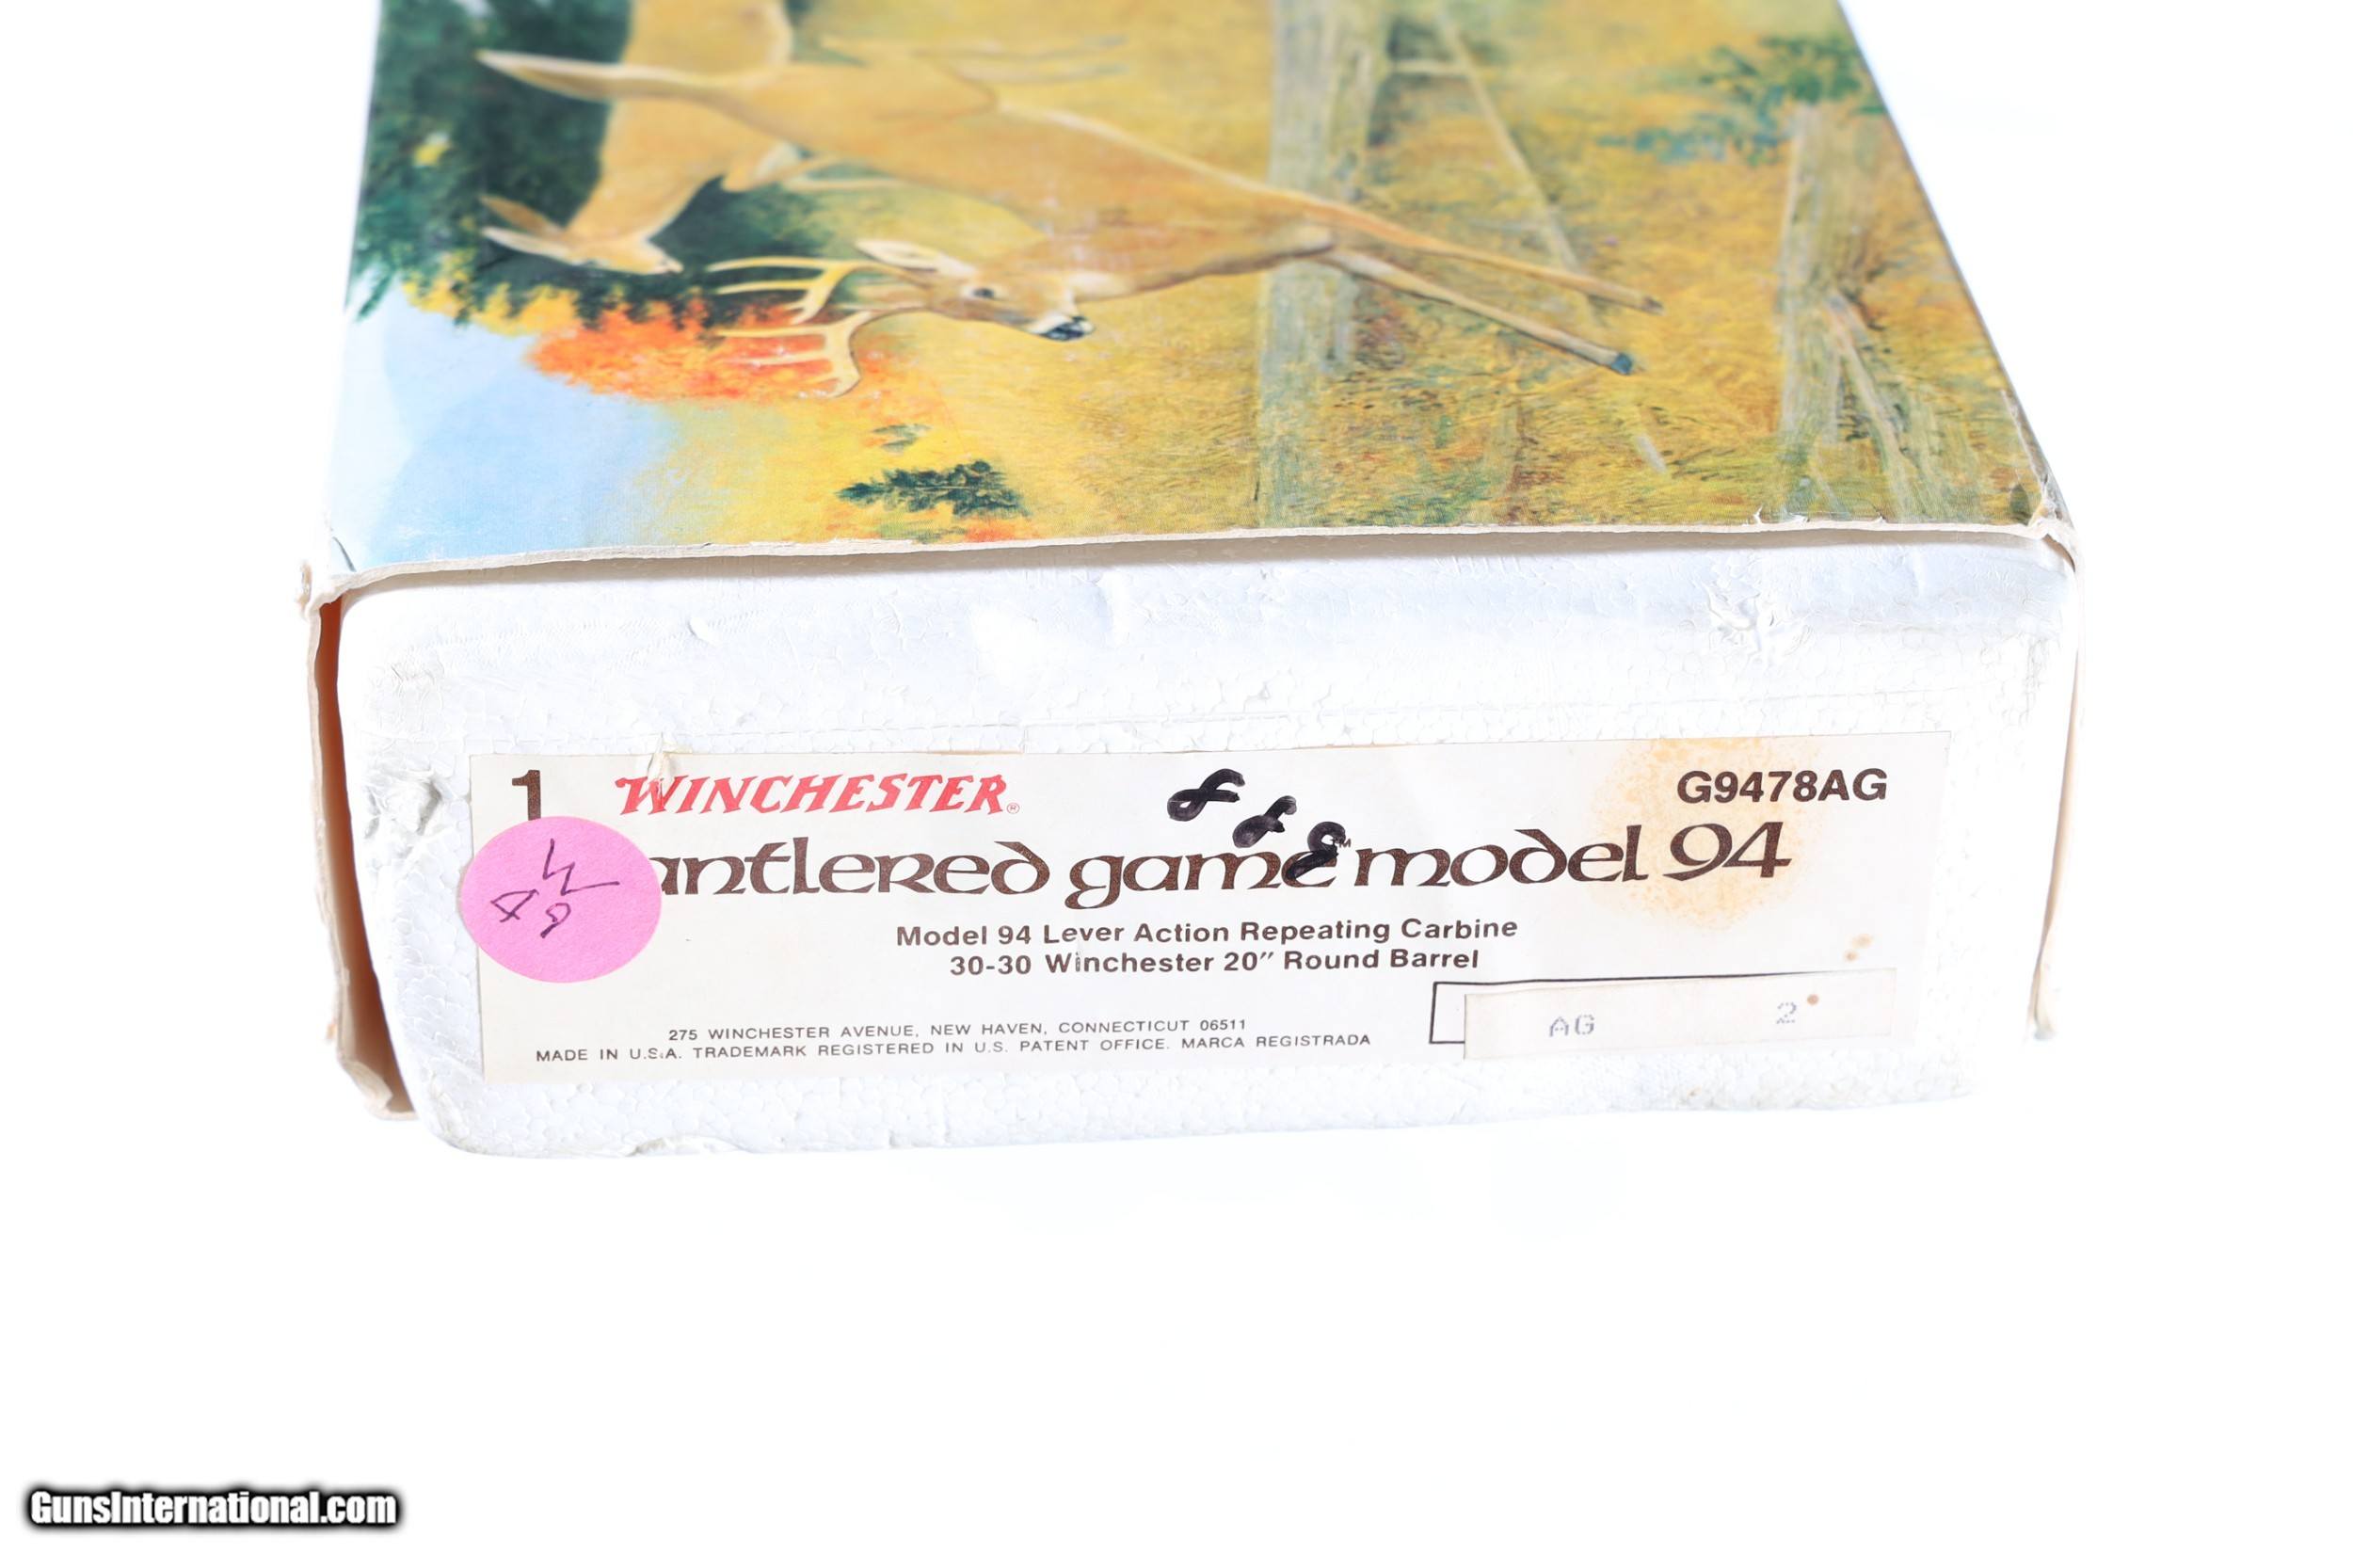 1 WINCHESTER®
G9478AG
antlered game™ model 94
Model 94 Lever Action Repeating Carbine
30-30 Winchester 20" Round Barrel
275 WINCHESTER AVENUE, NEW HAVEN, CONNECTICUT 06511
MADE IN U.S.A. TRADEMARK REGISTERED IN U.S. PATENT OFFICE. MARCA REGISTRADA
AG 2
GunsInternational.com